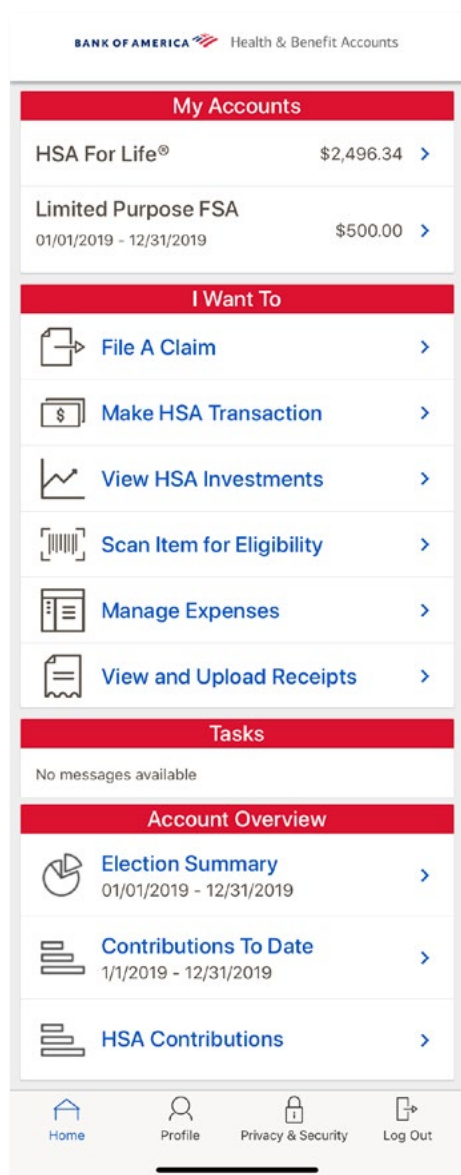 BANK OF AMERICA Health & Benefit Accounts
My Accounts
HSA For Life® $2,496.34
Limited Purpose FSA
01/01/2019 - 12/31/2019 $500.00
I Want To
File A Claim
$ Make HSA Transaction
View HSA Investments
Scan Item for Eligibility
Manage Expenses
View and Upload Receipts
Tasks
No messages available
Account Overview
Election Summary
01/01/2019 - 12/31/2019
Contributions To Date
1/1/2019 - 12/31/2019
HSA Contributions
Home Profile Privacy & Security Log Out